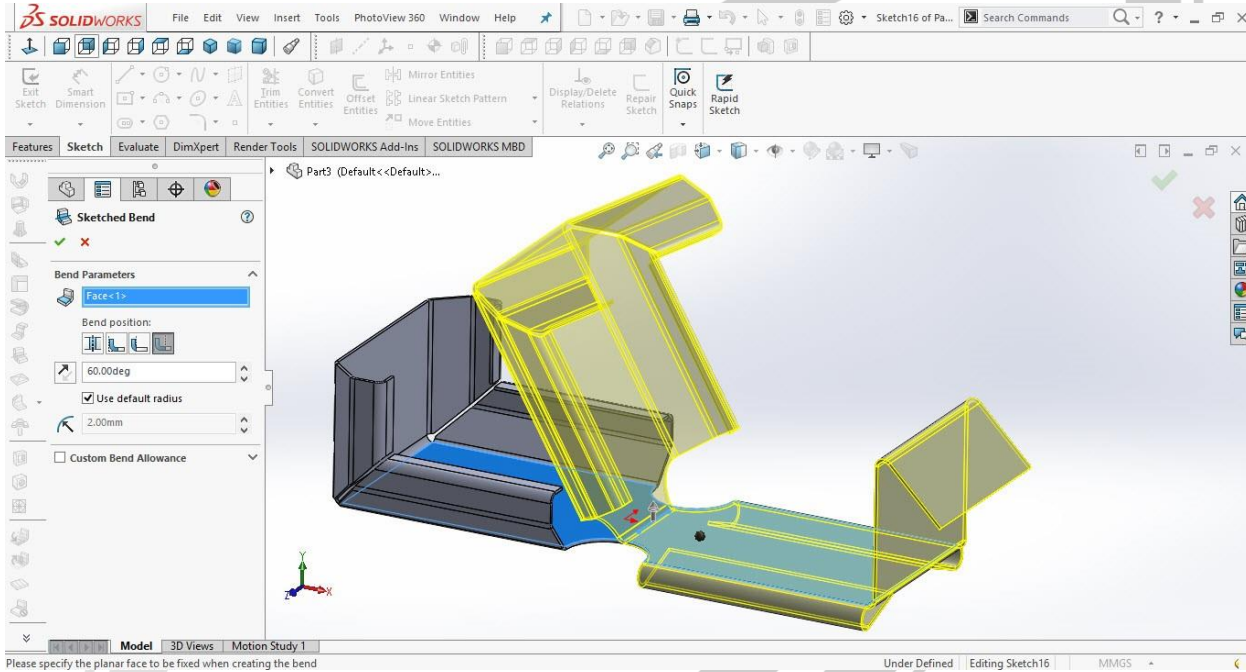 SOLIDWORKS File Edit View Insert Tools PhotoView 360 Window Help Sketch16 of Pa... Search Commands ?
Exit Sketch
Smart Dimension
Trim Entities
Convert Entities
Offset Entities
Mirror Entities
Linear Sketch Pattern
Move Entities
Display/Delete Relations
Repair Sketch
Quick Snaps
Rapid Sketch
Features Sketch Evaluate DimXpert Render Tools SOLIDWORKS Add-Ins SOLIDWORKS MBD
Part3 (Default<<Default>...
Sketched Bend ?
Bend Parameters
Face<1>
Bend position:
60.00deg
Use default radius
2.00mm
Custom Bend Allowance
Y
X
Z
Model 3D Views Motion Study 1
Please specify the planar face to be fixed when creating the bend Under Defined Editing Sketch16 MMGS